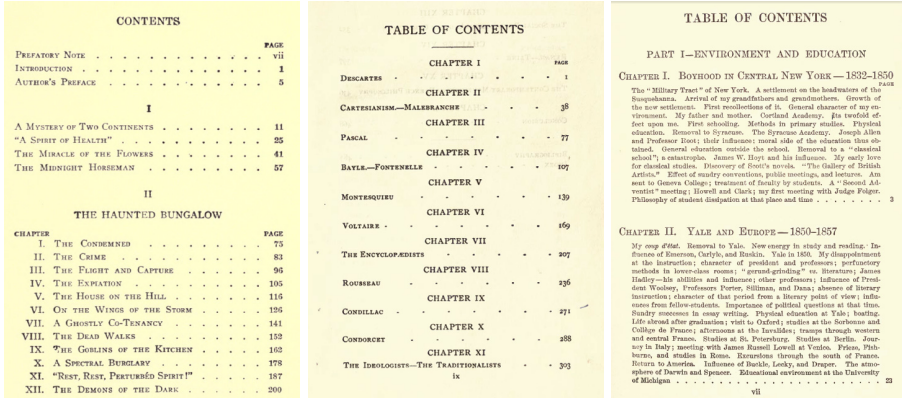 CONTENTS
PAGE
PREFATORY NOTE vii
INTRODUCTION 1
AUTHOR'S PREFACE 5
I
A MYSTERY OF TWO CONTINENTS 11
"A SPIRIT OF HEALTH" 25
THE MIRACLE OF THE FLOWERS 41
THE MIDNIGHT HORSEMAN 57
II
THE HAUNTED BUNGALOW
CHAPTER PAGE
I. THE CONDEMNED 75
II. THE CRIME 83
III. THE FLIGHT AND CAPTURE 96
IV. THE EXPIATION 105
V. THE HOUSE ON THE HILL 116
VI. ON THE WINGS OF THE STORM 126
VII. A GHOSTLY CO-TENANCY 141
VIII. THE DEAD WALKS 152
IX. THE GOBLINS OF THE KITCHEN 162
X. A SPECTRAL BURGLARY 178
XI. "REST, REST, PERTURBÈD SPIRIT!" 187
XII. THE DEMONS OF THE DARK 200
TABLE OF CONTENTS
CHAPTER I PAGE
DESCARTES 1
CHAPTER II
CARTESIANISM.—MALEBRANCHE 38
CHAPTER III
PASCAL 77
CHAPTER IV
BAYLE.—FONTENELLE 107
CHAPTER V
MONTESQUIEU 139
CHAPTER VI
VOLTAIRE 169
CHAPTER VII
THE ENCYCLOPÆDISTS 207
CHAPTER VIII
ROUSSEAU 236
CHAPTER IX
CONDILLAC 271
CHAPTER X
CONDORCET 288
CHAPTER XI
THE IDEOLOGISTS—THE TRADITIONALISTS 303
ix
TABLE OF CONTENTS
PART I—ENVIRONMENT AND EDUCATION
CHAPTER I. BOYHOOD IN CENTRAL NEW YORK—1832–1850
PAGE
The "Military Tract" of New York. A settlement on the headwaters of the
Susquehanna. Arrival of my grandfathers and grandmothers. Growth of
the new settlement. First recollections of it. General character of my en-
vironment. My father and mother. Cortland Academy. Its twofold ef-
fect upon me. First schooling. Methods in primary studies. Physical
education. Removal to Syracuse. The Syracuse Academy. Joseph Allen
and Professor Root; their influence; moral side of the education thus ob-
tained. General education outside the school. Removal to a "classical
school"; a catastrophe. James W. Hoyt and his influence. My early love
for classical studies. Discovery of Scott's novels. "The Gallery of British
Artists." Effect of sundry conventions, public meetings, and lectures. Am
sent to Geneva College; treatment of faculty by students. A "Second Ad-
ventist" meeting; Howell and Clark; my first meeting with Judge Folger.
Philosophy of student dissipation at that place and time 3
CHAPTER II. YALE AND EUROPE—1850–1857
My coup d'état. Removal to Yale. New energy in study and reading. In-
fluence of Emerson, Carlyle, and Ruskin. Yale in 1850. My disappointment
at the instruction; character of president and professors; perfunctory
methods in lower-class rooms; "gerund-grinding" vs. literature; James
Hadley—his abilities and influence; other professors; influence of Presi-
dent Woolsey, Professors Porter, Silliman, and Dana; absence of literary
instruction; character of that period from a literary point of view; influ-
ences from fellow-students. Importance of political questions at that time.
Sundry successes in essay writing. Physical education at Yale; boating.
Life abroad after graduation; visit to Oxford; studies at the Sorbonne and
Collège de France; afternoons at the Invalides; tramps through western
and central France. Studies at St. Petersburg. Studies at Berlin. Jour-
ney in Italy; meeting with James Russell Lowell at Venice. Frieze, Fish-
burne, and studies in Rome. Excursions through the south of France.
Return to America. Influence of Buckle, Lecky, and Draper. The atmo-
sphere of Darwin and Spencer. Educational environment at the University
of Michigan 23
vii